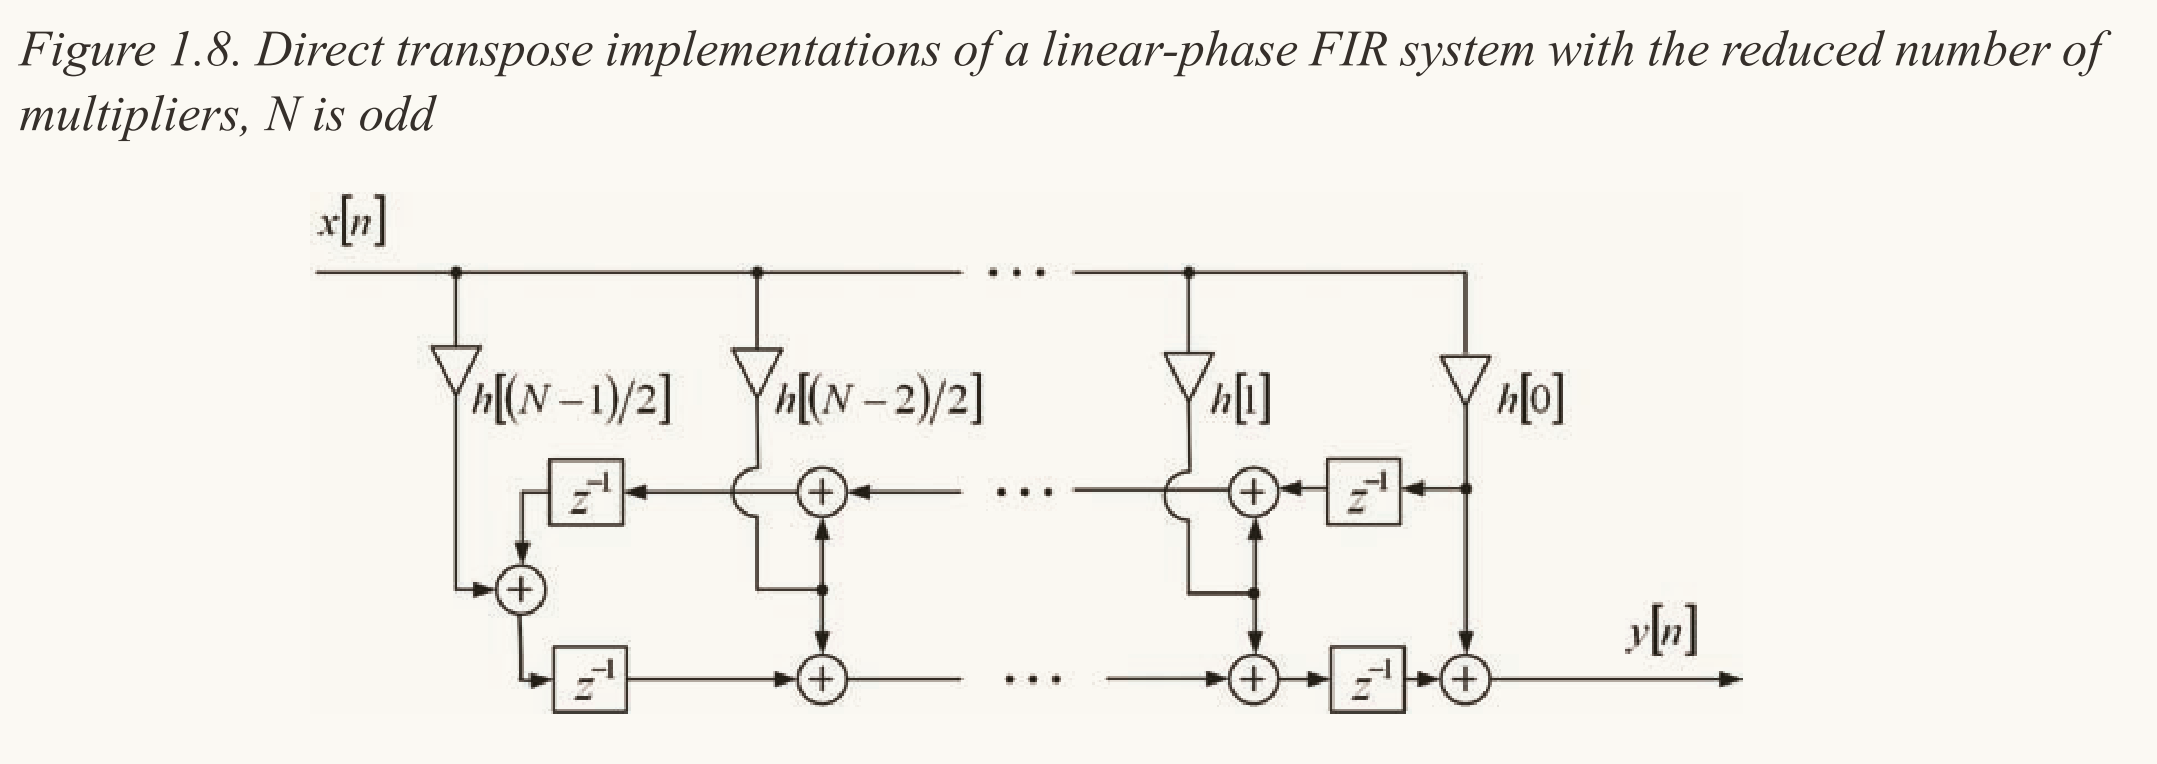 Figure 1.8. Direct transpose implementations of a linear-phase FIR system with the reduced number of
multipliers, N is odd
x[n]
h[(N−1)/2]
h[(N−2)/2]
h[1]
h[0]
z⁻¹
+
+
z⁻¹
+
y[n]
z⁻¹
+
+
z⁻¹
+